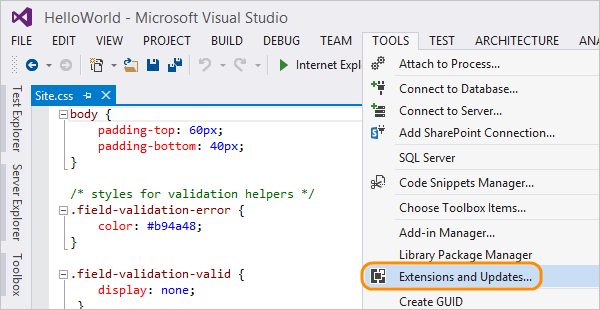 HelloWorld - Microsoft Visual Studio
FILE EDIT VIEW PROJECT BUILD DEBUG TEAM TOOLS TEST ARCHITECTURE ANA
Internet Expl
Attach to Process...
Connect to Database...
Connect to Server...
Add SharePoint Connection...
SQL Server
Code Snippets Manager...
Choose Toolbox Items...
Add-in Manager...
Library Package Manager
Extensions and Updates...
Create GUID
Test Explorer
Server Explorer
Toolbox
Site.css
body {
padding-top: 60px;
padding-bottom: 40px;
}
/* styles for validation helpers */
.field-validation-error {
color: #b94a48;
}
.field-validation-valid {
display: none;
}